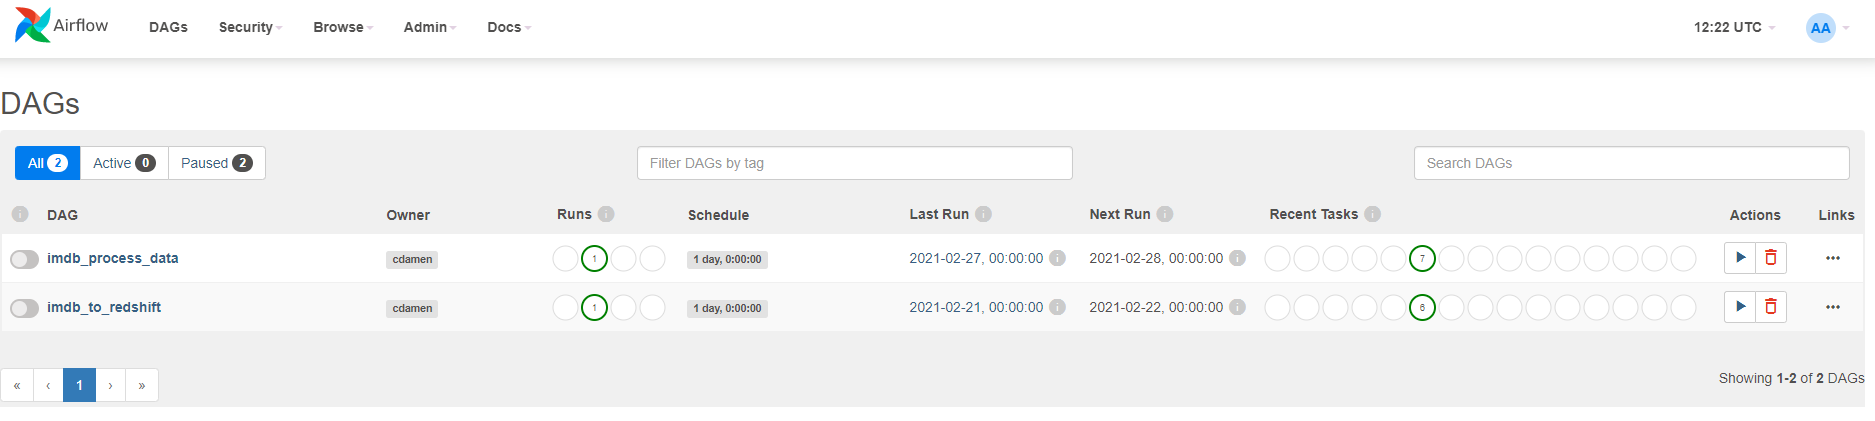 Airflow DAGs Security Browse Admin Docs 12:22 UTC AA
DAGs
All 2 Active 0 Paused 2 Filter DAGs by tag Search DAGs
i DAG Owner Runs i Schedule Last Run i Next Run i Recent Tasks i Actions Links
imdb_process_data cdamen 1 1 day, 0:00:00 2021-02-27, 00:00:00 i 2021-02-28, 00:00:00 i 7 ...
imdb_to_redshift cdamen 1 1 day, 0:00:00 2021-02-21, 00:00:00 i 2021-02-22, 00:00:00 i 6 ...
« ‹ 1 › » Showing 1-2 of 2 DAGs